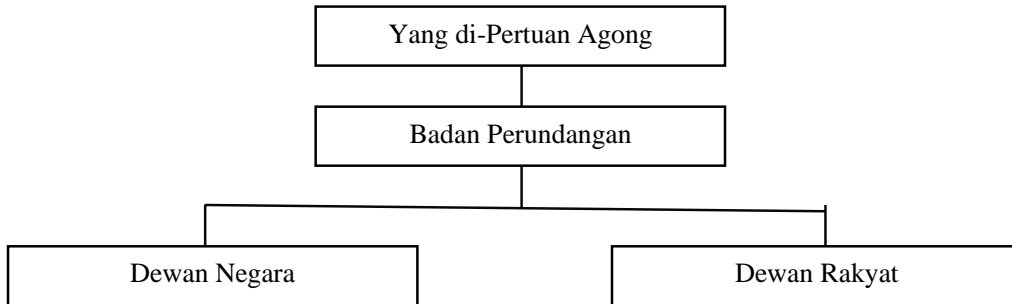 Yang di-Pertuan Agong
Badan Perundangan
Dewan Negara
Dewan Rakyat